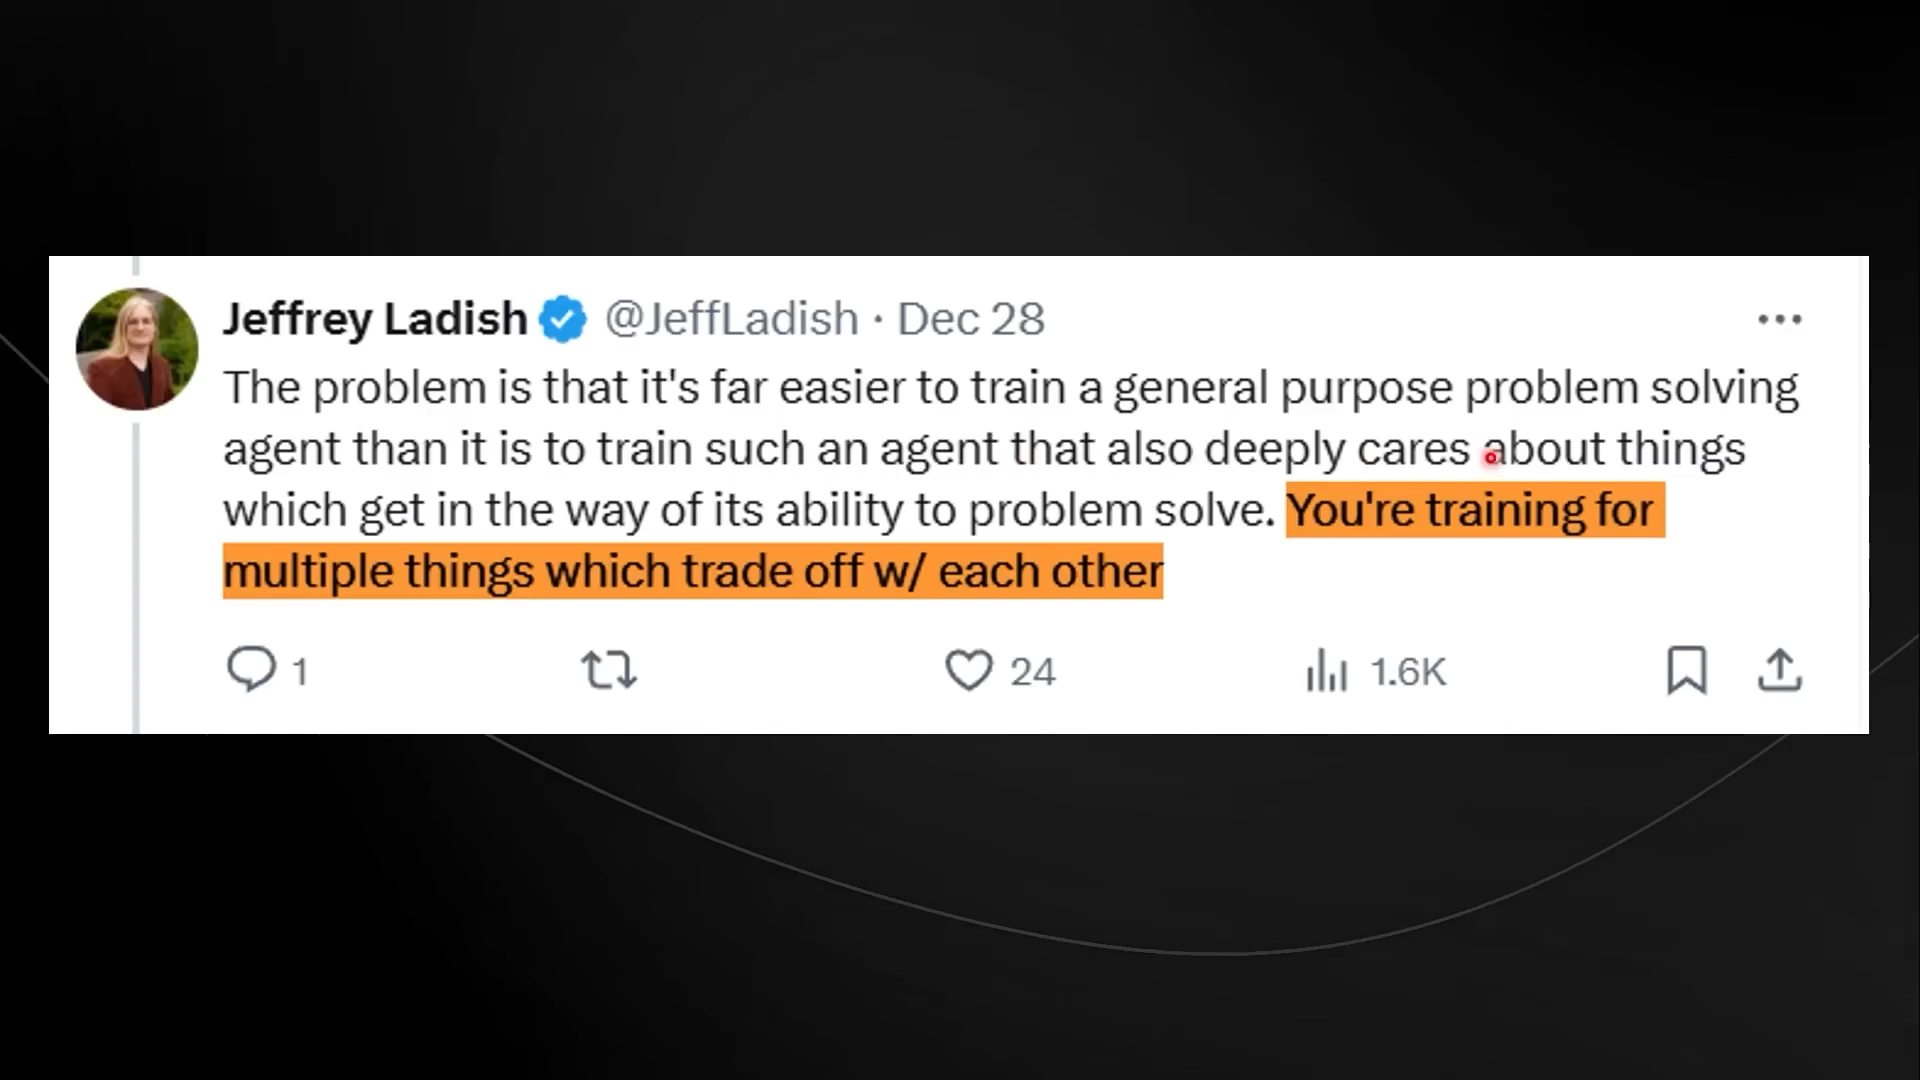 Jeffrey Ladish @JeffLadish · Dec 28
The problem is that it's far easier to train a general purpose problem solving
agent than it is to train such an agent that also deeply cares about things
which get in the way of its ability to problem solve. You're training for
multiple things which trade off w/ each other
1 24 1.6K